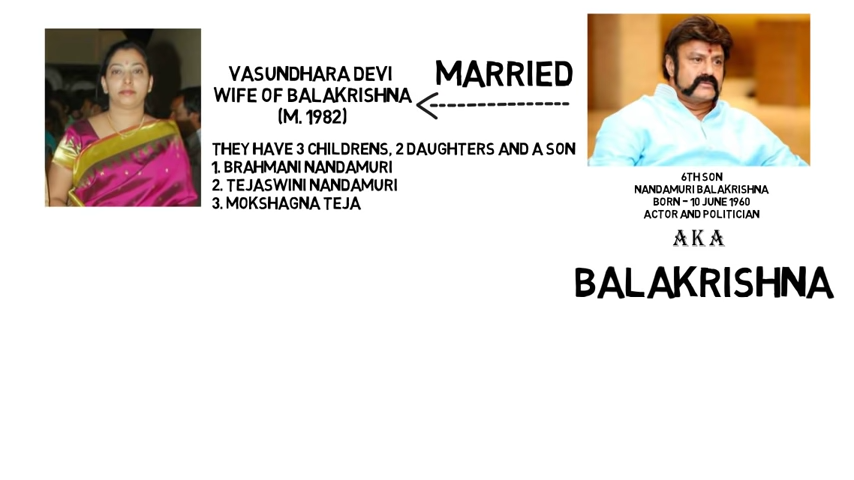 VASUNDHARA DEVI
WIFE OF BALAKRISHNA
(M. 1982)
MARRIED
THEY HAVE 3 CHILDRENS, 2 DAUGHTERS AND A SON
1. BRAHMANI NANDAMURI
2. TEJASWINI NANDAMURI
3. MOKSHAGNA TEJA
6TH SON
NANDAMURI BALAKRISHNA
BORN - 10 JUNE 1960
ACTOR AND POLITICIAN
AKA
BALAKRISHNA